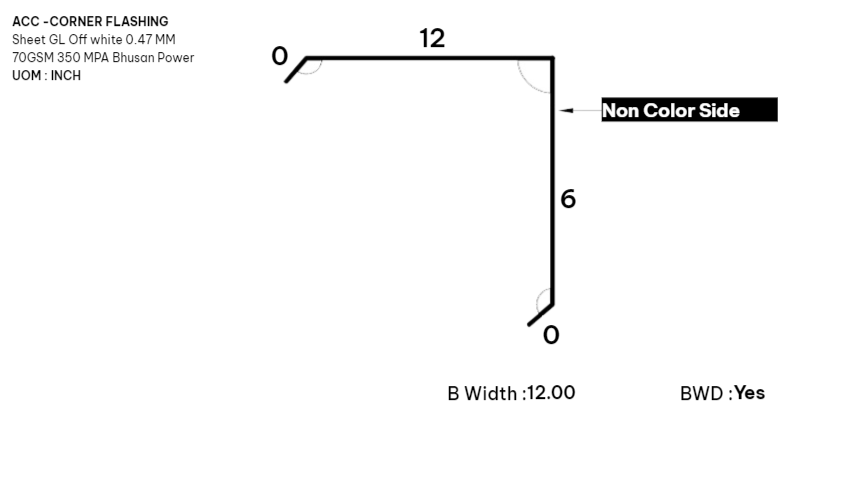 ACC -CORNER FLASHING
Sheet GL Off white 0.47 MM
70GSM 350 MPA Bhusan Power
UOM : INCH
12
0
Non Color Side
6
0
B Width :12.00
BWD :Yes